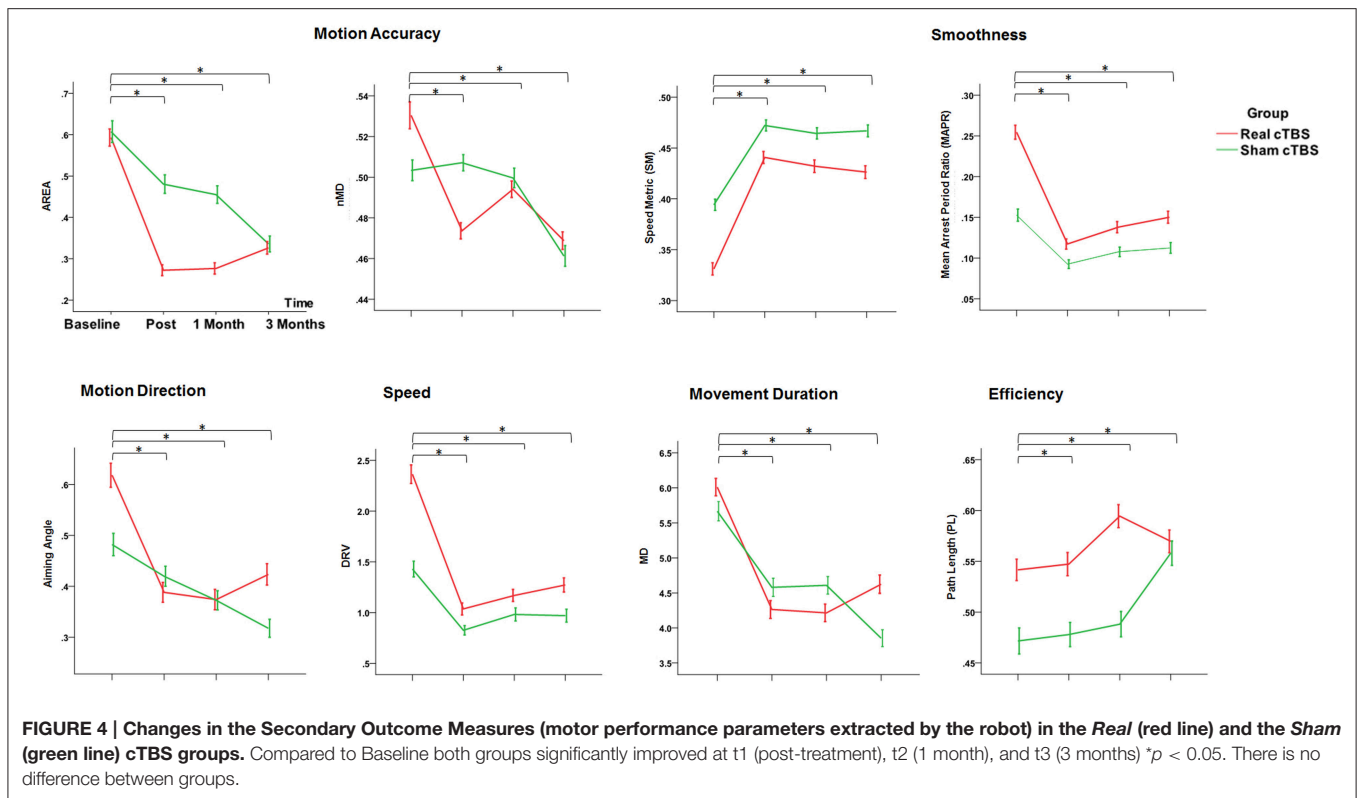 Motion Accuracy
Smoothness
* * *
AREA
.7
.6
.5
.4
.3
.2
Baseline Post 1 Month 3 Months
Time
* * *
nMD
.54
.52
.50
.48
.46
.44
* * *
Speed Metric (SM)
.50
.45
.40
.35
.30
* * *
Mean Arrest Period Ratio (MAPR)
.30
.25
.20
.15
.10
.05
Group
Real cTBS
Sham cTBS
Motion Direction
* * *
Aiming Angle
.6
.5
.4
.3
Speed
* * *
DRV
2.5
2.0
1.5
1.0
.5
Movement Duration
* * *
MD
6.5
6.0
5.5
5.0
4.5
4.0
3.5
Efficiency
* * *
Path Length (PL)
.65
.60
.55
.50
.45
FIGURE 4 | Changes in the Secondary Outcome Measures (motor performance parameters extracted by the robot) in the Real (red line) and the Sham
(green line) cTBS groups. Compared to Baseline both groups significantly improved at t1 (post-treatment), t2 (1 month), and t3 (3 months) *p < 0.05. There is no
difference between groups.